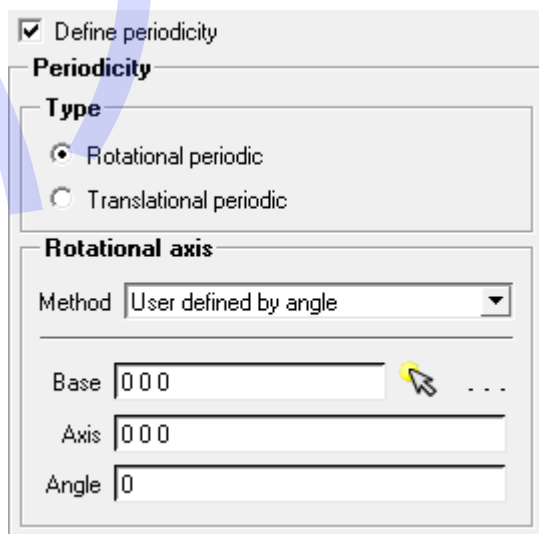 Define periodicity
Periodicity
Type
Rotational periodic
Translational periodic
Rotational axis
Method User defined by angle
Base 0 0 0 . . .
Axis 0 0 0
Angle 0